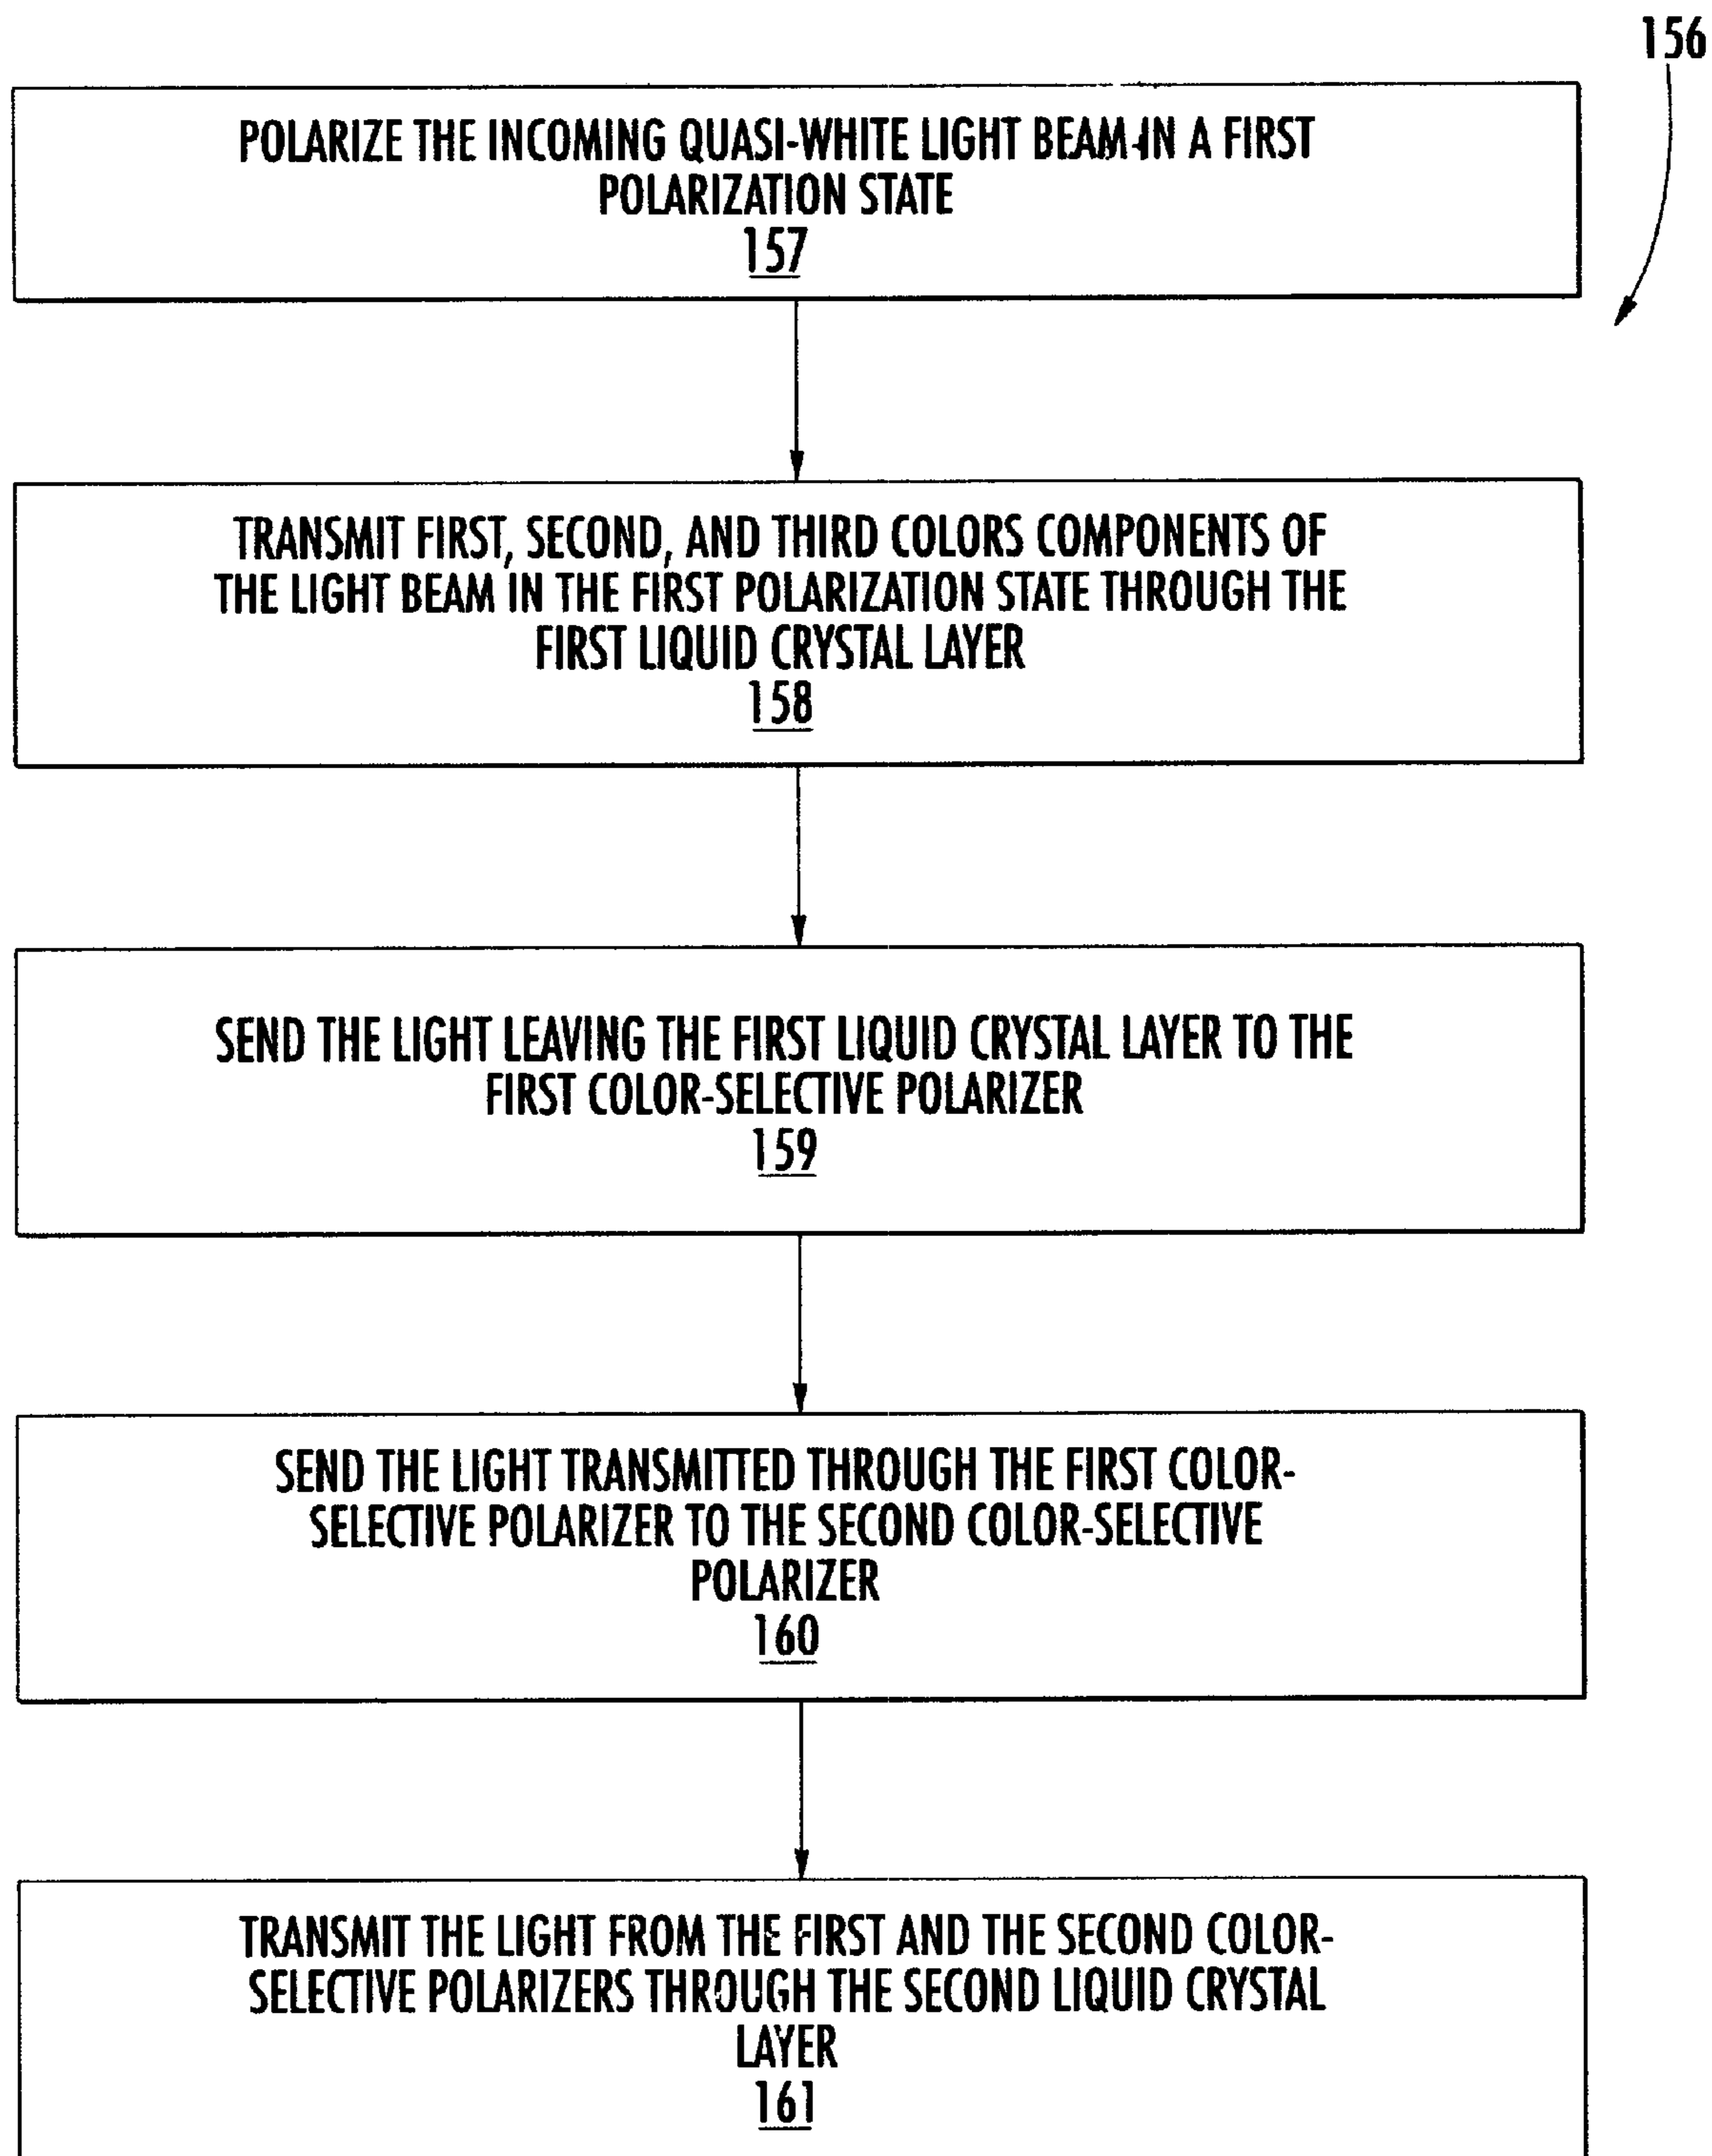 156
POLARIZE THE INCOMING QUASI-WHITE LIGHT BEAM IN A FIRST
POLARIZATION STATE
157
TRANSMIT FIRST, SECOND, AND THIRD COLORS COMPONENTS OF
THE LIGHT BEAM IN THE FIRST POLARIZATION STATE THROUGH THE
FIRST LIQUID CRYSTAL LAYER
158
SEND THE LIGHT LEAVING THE FIRST LIQUID CRYSTAL LAYER TO THE
FIRST COLOR-SELECTIVE POLARIZER
159
SEND THE LIGHT TRANSMITTED THROUGH THE FIRST COLOR-
SELECTIVE POLARIZER TO THE SECOND COLOR-SELECTIVE
POLARIZER
160
TRANSMIT THE LIGHT FROM THE FIRST AND THE SECOND COLOR-
SELECTIVE POLARIZERS THROUGH THE SECOND LIQUID CRYSTAL
LAYER
161